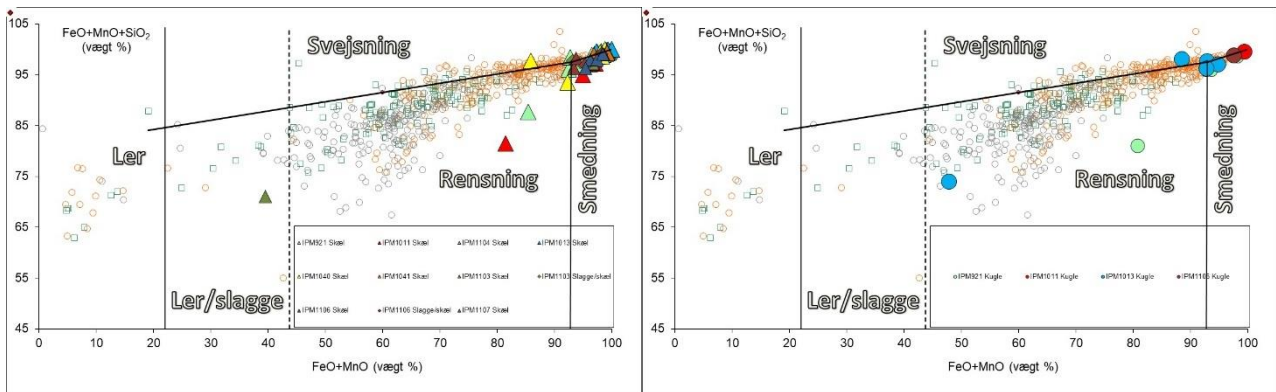 105
95
85
75
65
55
45
FeO+MnO+SiO2
(vægt %)
Svejsning
Ler
Rensning
Smedning
Ler/slagge
IPM921 Skæl
IPM1011 Skæl
IPM1104 Skæl
IPM1013 Skæl
IPM1040 Skæl
IPM1041 Skæl
IPM1103 Skæl
IPM1103 Slagge/skæl
IPM1106 Skæl
IPM1106 Slagge/skæl
IPM1107 Skæl
0 10 20 30 40 50 60 70 80 90 100
FeO+MnO (vægt %)
105
95
85
75
65
55
45
FeO+MnO+SiO2
(vægt %)
Svejsning
Ler
Rensning
Smedning
Ler/slagge
IPM921 Kugle
IPM1011 Kugle
IPM1013 Kugle
IPM1106 Kugle
0 10 20 30 40 50 60 70 80 90 100
FeO+MnO (vægt %)